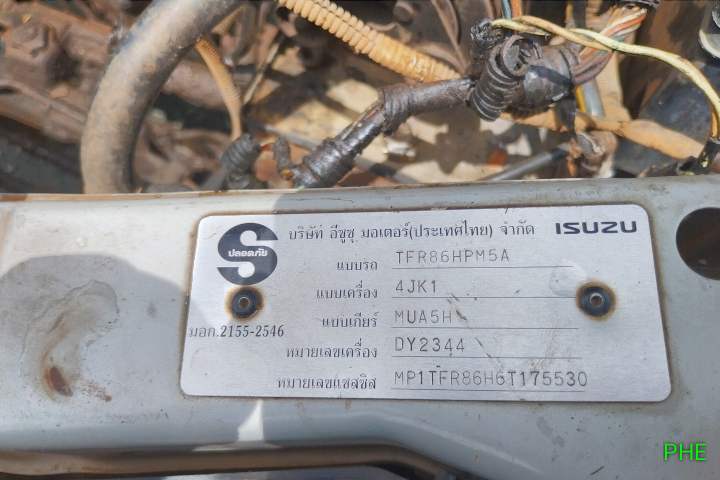 บริษัท อีซูซุ มอเตอร์(ประเทศไทย) จำกัด ISUZU
S
ปลอดภัย
แบบรถ TFR86HPM5A
แบบเครื่อง 4JK1
แบบเกียร์ MUA5H
มอก.2155-2546
หมายเลขเครื่อง DY2344
หมายเลขแชสซิส MP1TFR86H6T175530
PHE